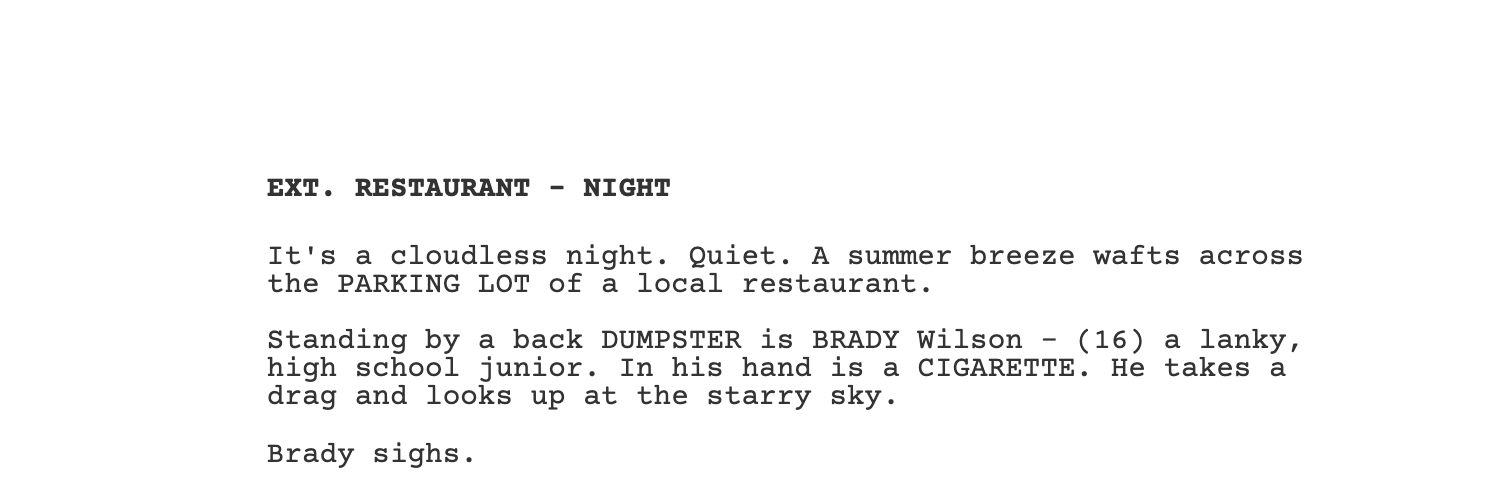 EXT. RESTAURANT - NIGHT
It's a cloudless night. Quiet. A summer breeze wafts across
the PARKING LOT of a local restaurant.
Standing by a back DUMPSTER is BRADY Wilson - (16) a lanky,
high school junior. In his hand is a CIGARETTE. He takes a
drag and looks up at the starry sky.
Brady sighs.